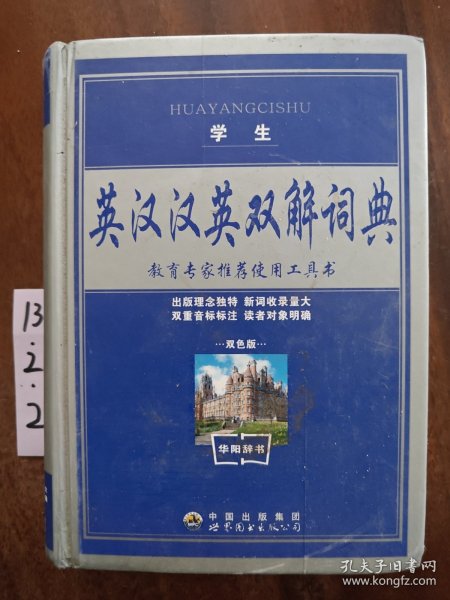 HUAYANGCISHU
学生
英汉汉英双解词典
教育专家推荐使用工具书
出版理念独特 新词收录量大
双重音标标注 读者对象明确
···双色版···
华阳辞书
中国出版集团
世界图书出版公司
13.2.2
孔夫子旧书网
www.kongfz.com